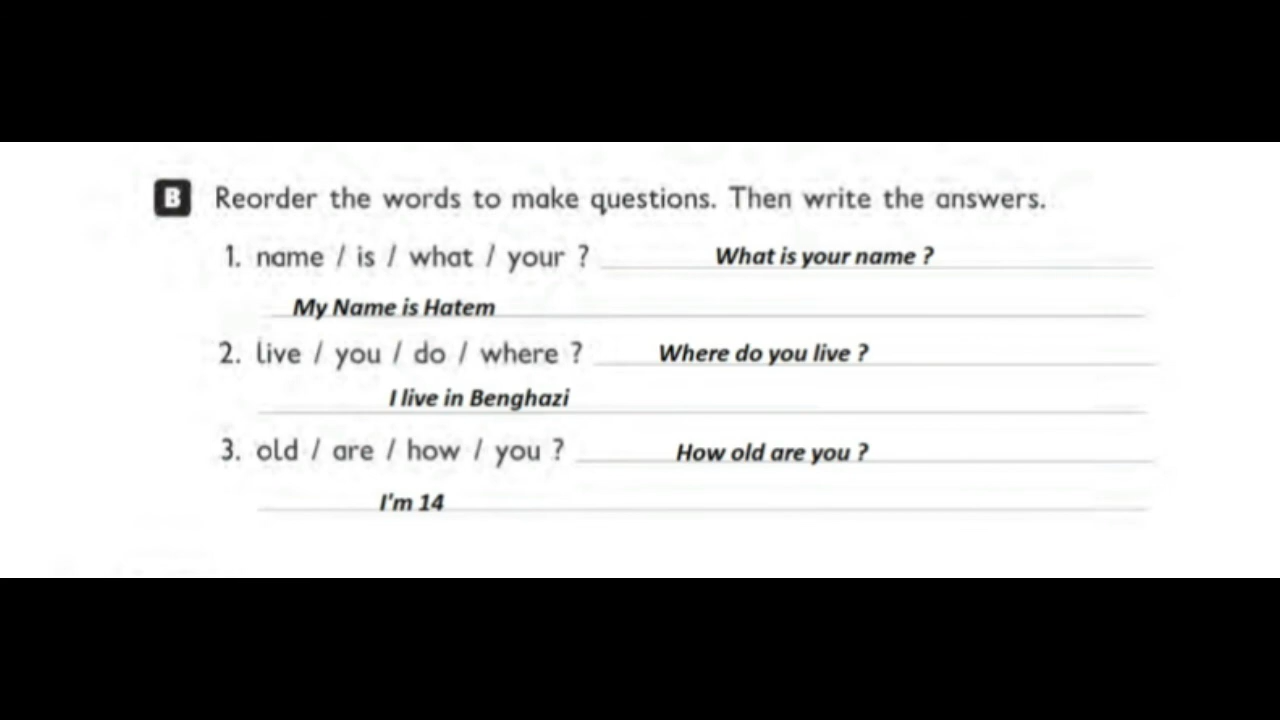 B Reorder the words to make questions. Then write the answers.
1. name / is / what / your ? What is your name ?
My Name is Hatem
2. live / you / do / where ? Where do you live ?
I live in Benghazi
3. old / are / how / you ? How old are you ?
I'm 14